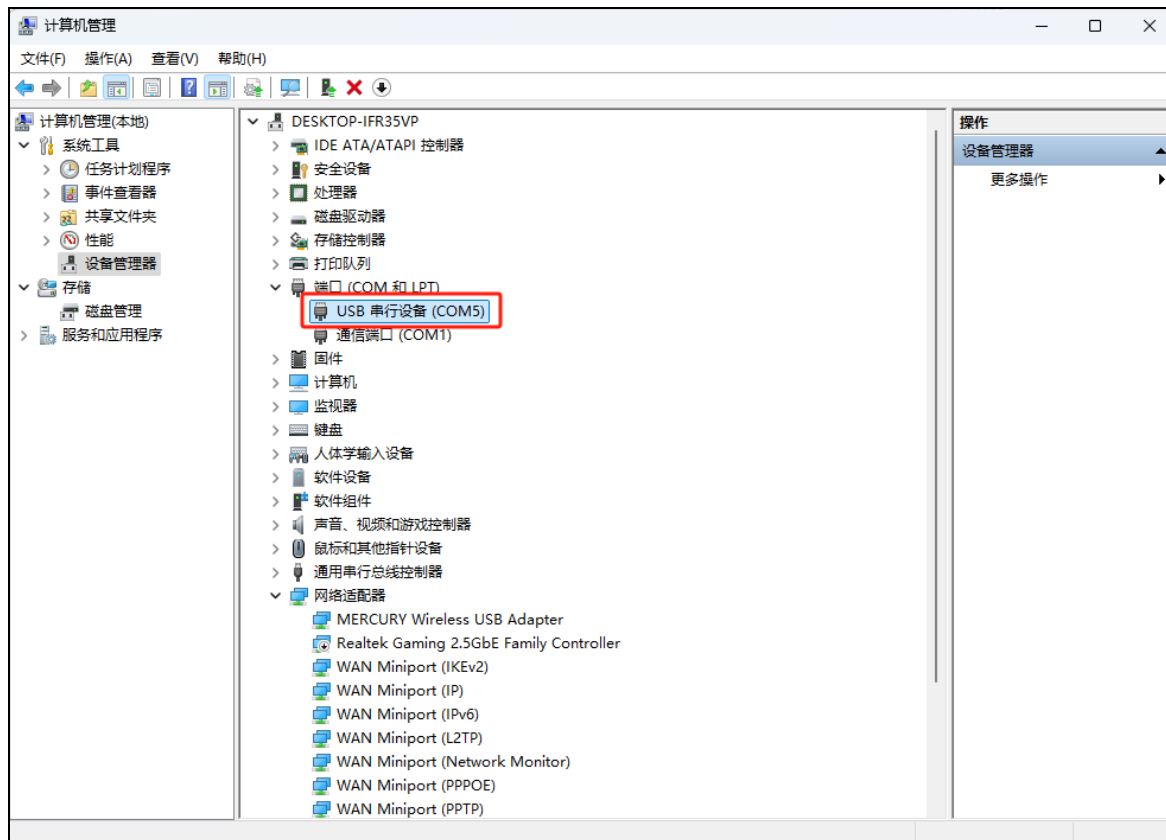 计算机管理
文件(F) 操作(A) 查看(V) 帮助(H)
计算机管理(本地)
系统工具
任务计划程序
事件查看器
共享文件夹
性能
设备管理器
存储
磁盘管理
服务和应用程序
DESKTOP-IFR35VP
IDE ATA/ATAPI 控制器
安全设备
处理器
磁盘驱动器
存储控制器
打印队列
端口 (COM 和 LPT)
USB 串行设备 (COM5)
通信端口 (COM1)
固件
计算机
监视器
键盘
人体学输入设备
软件设备
软件组件
声音、视频和游戏控制器
鼠标和其他指针设备
通用串行总线控制器
网络适配器
MERCURY Wireless USB Adapter
Realtek Gaming 2.5GbE Family Controller
WAN Miniport (IKEv2)
WAN Miniport (IP)
WAN Miniport (IPv6)
WAN Miniport (L2TP)
WAN Miniport (Network Monitor)
WAN Miniport (PPPOE)
WAN Miniport (PPTP)
操作
设备管理器
更多操作